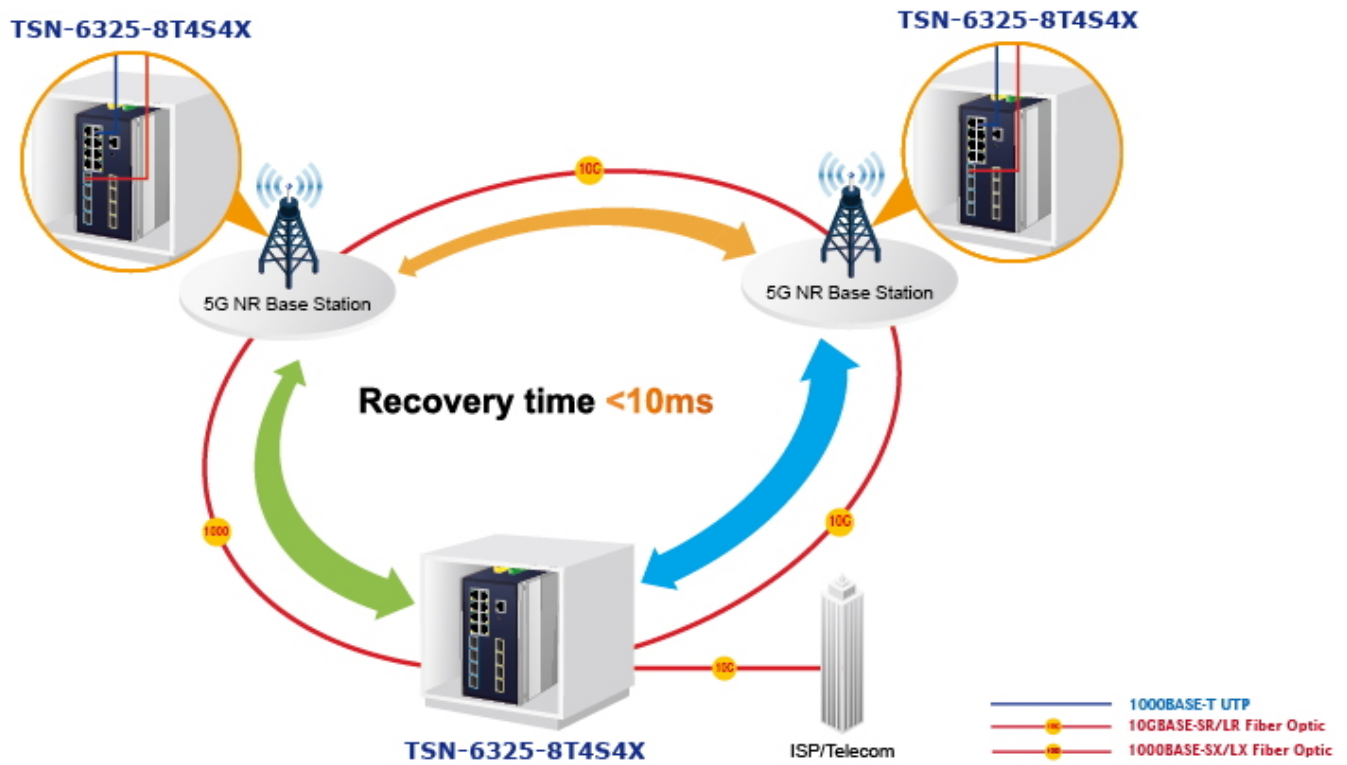 TSN-6325-8T4S4X
TSN-6325-8T4S4X
10G
5G NR Base Station
5G NR Base Station
Recovery time <10ms
1000
10G
10G
TSN-6325-8T4S4X
ISP/Telecom
1000BASE-T UTP
10G
10GBASE-SR/LR Fiber Optic
1000
1000BASE-SX/LX Fiber Optic